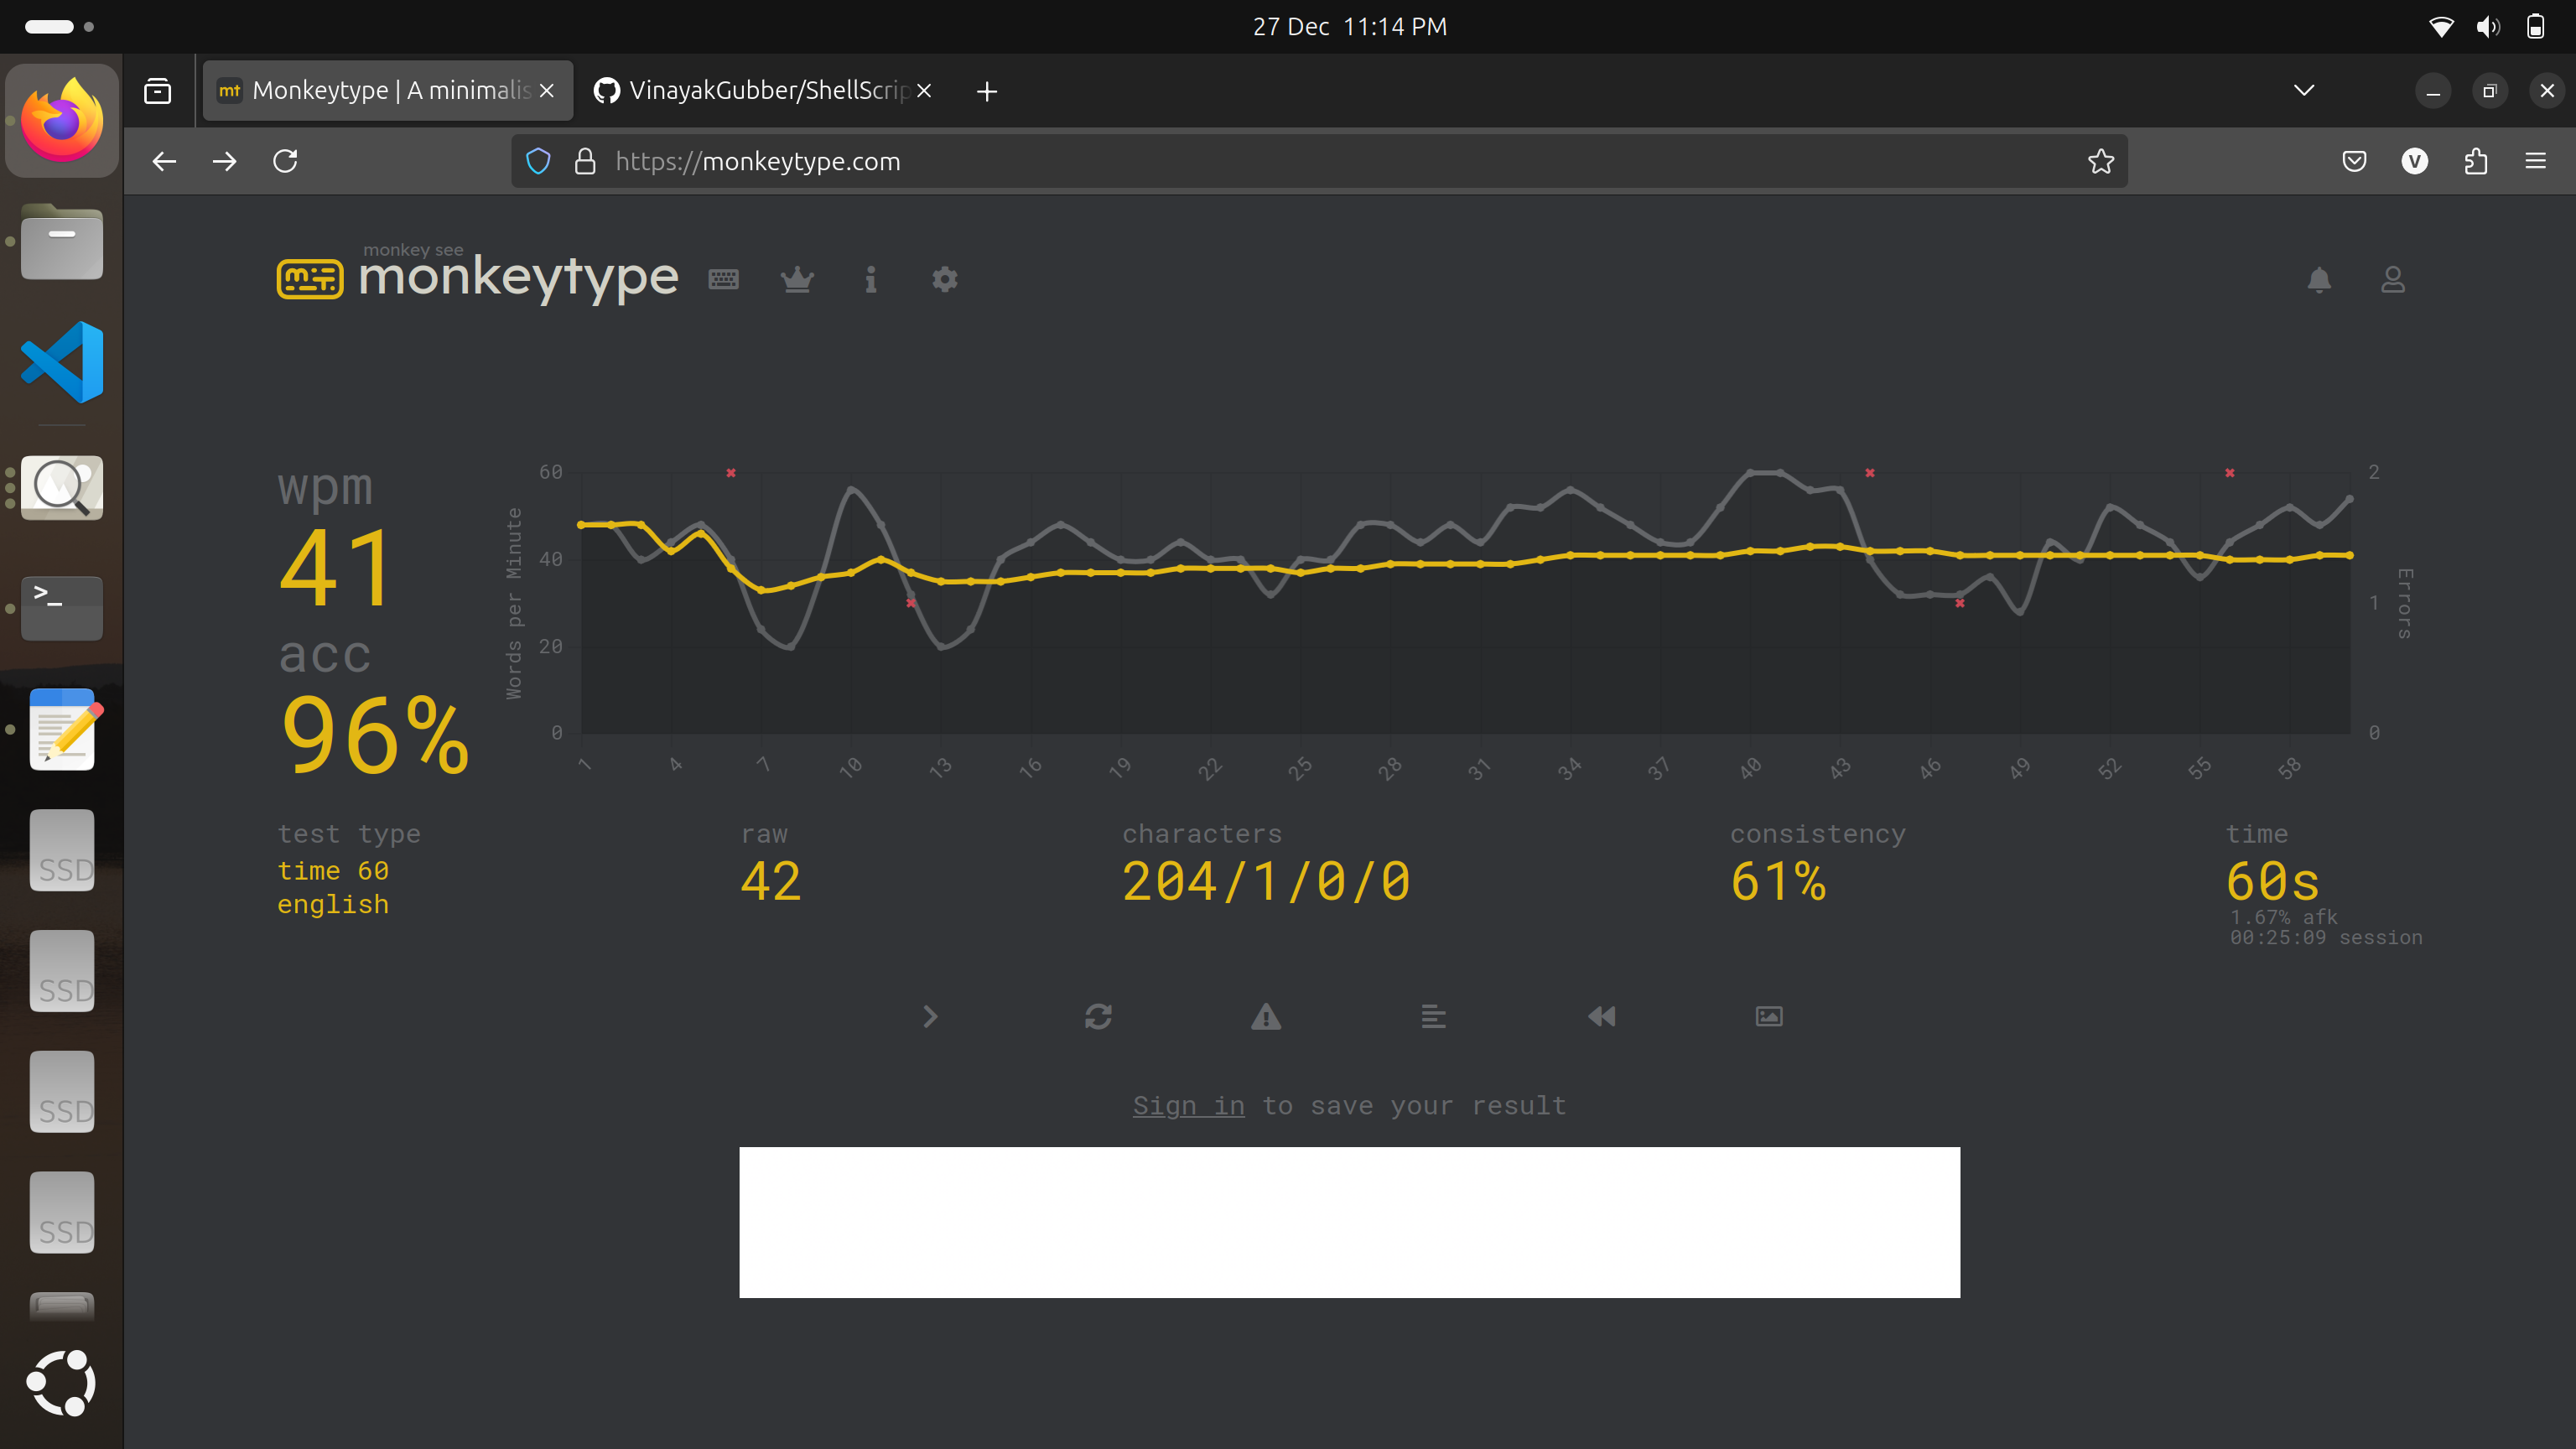 27 Dec 11:14 PM
mt Monkeytype | A minimalis
VinayakGubber/ShellScrip
https://monkeytype.com
V
monkey see
monkeytype
wpm
41
acc
96%
Words per Minute
60
40
20
0
2
1
0
Errors
1 4 7 10 13 16 19 22 25 28 31 34 37 40 43 46 49 52 55 58
test type
time 60
english
raw
42
characters
204/1/0/0
consistency
61%
time
60s
1.67% afk
00:25:09 session
Sign in to save your result
>_
SSD
SSD
SSD
SSD